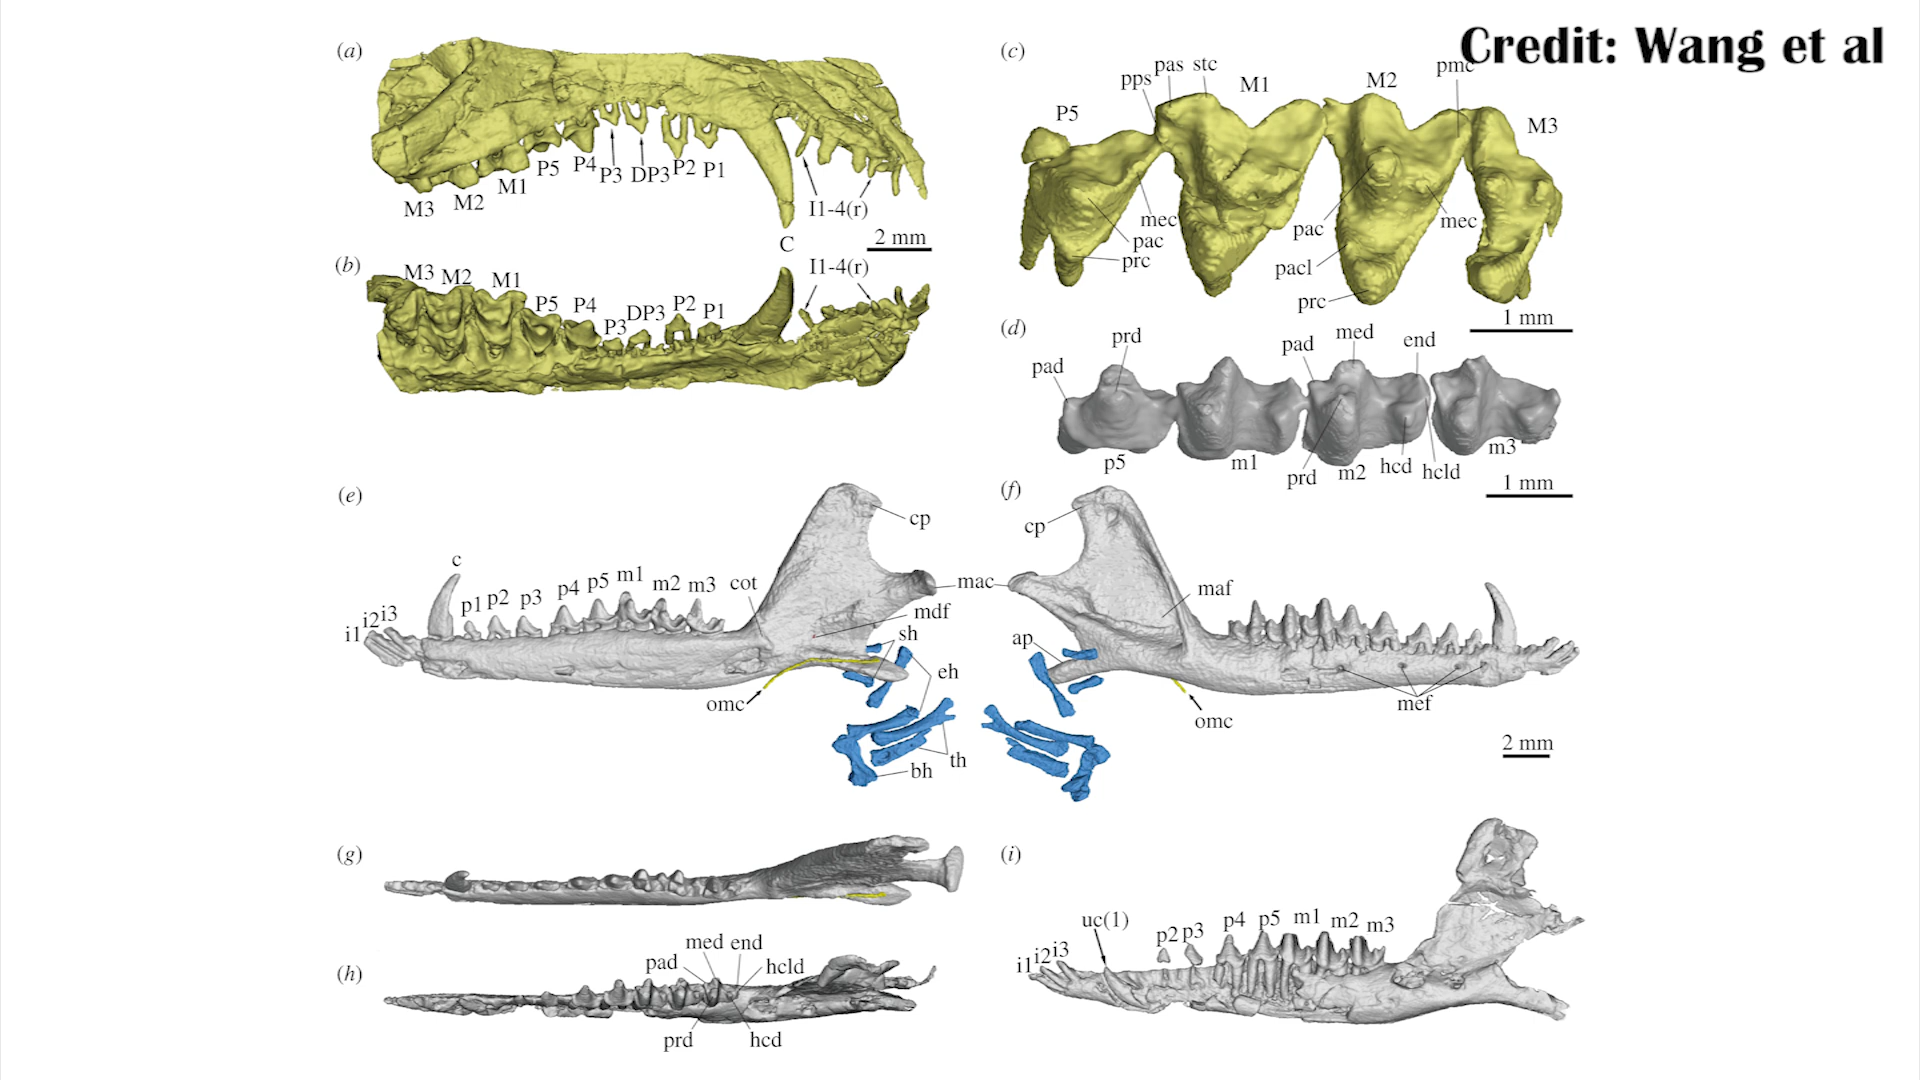 Credit: Wang et al
(a)
P5 P4 P3 DP3 P2 P1
M3 M2 M1
I1-4(r)
C
2 mm
(b)
M3 M2 M1
P5 P4 P3 DP3 P2 P1
I1-4(r)
(c)
pps pas stc M1 M2 pmc
P5 M3
mec
pac
prc
pac
mec
pacl
prc
1 mm
(d)
pad prd pad med end
p5 m1 prd m2 hcd hcld m3
1 mm
(e)
cp
c
i1 i2 i3 p1 p2 p3 p4 p5 m1 m2 m3 cot
mac
mdf
sh
eh
omc
th
bh
(f)
cp
maf
ap
omc
mef
2 mm
(g)
(h)
med end
pad hcld
prd hcd
(i)
uc(1)
i1 i2 i3 p2 p3 p4 p5 m1 m2 m3